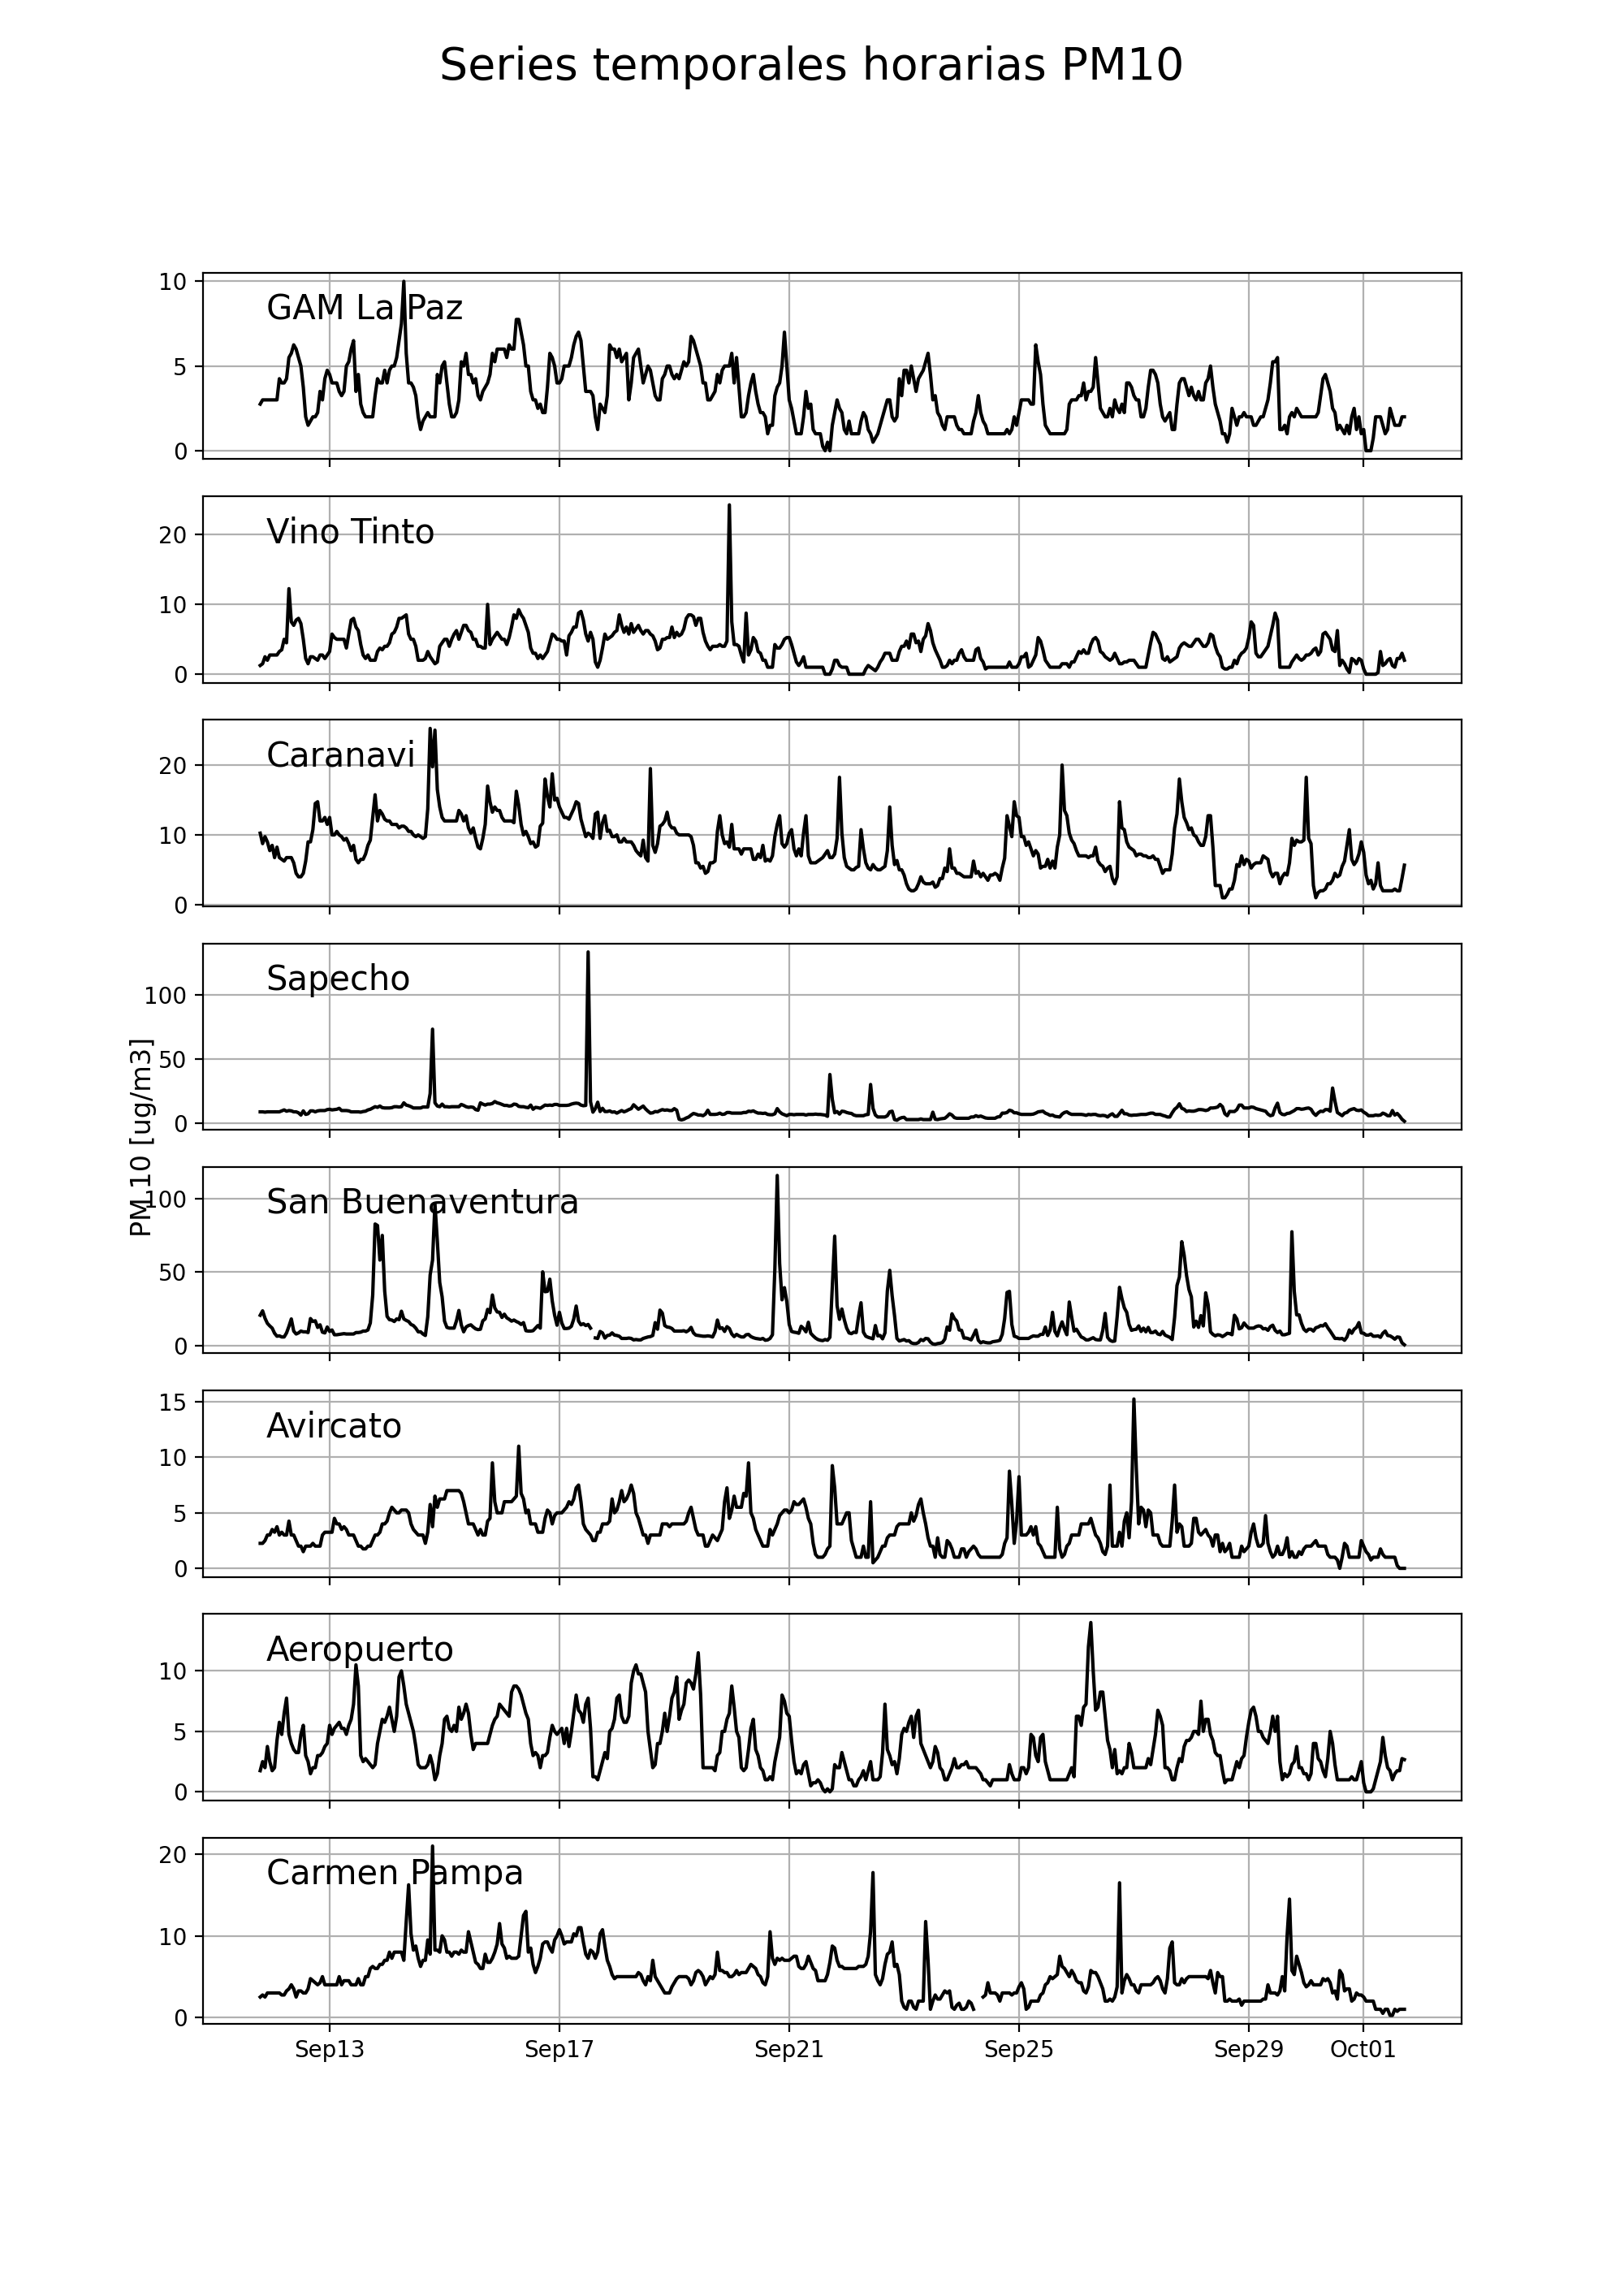 Series temporales horarias PM10
10
5
0
GAM La Paz
20
10
0
Vino Tinto
20
10
0
Caranavi
100
50
0
Sapecho
PM 10 [ug/m3]
100
50
0
San Buenaventura
15
10
5
0
Avircato
10
5
0
Aeropuerto
20
10
0
Carmen Pampa
Sep13 Sep17 Sep21 Sep25 Sep29 Oct01